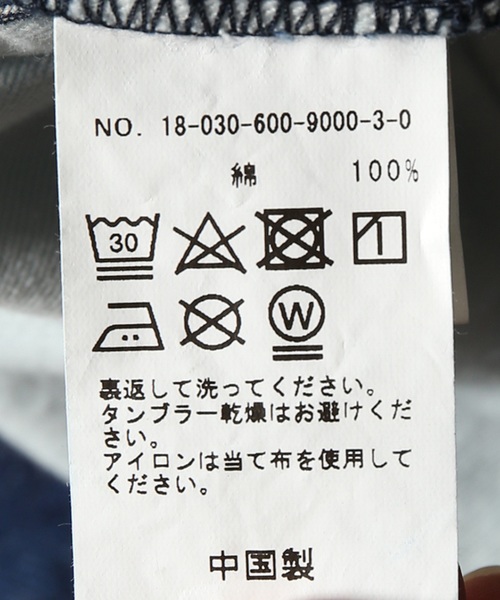 NO. 18-030-600-9000-3-0
綿 100%
30
W
裏返して洗ってください。
タンブラー乾燥はお避けくだ
さい。
アイロンは当て布を使用して
ください。
中国製